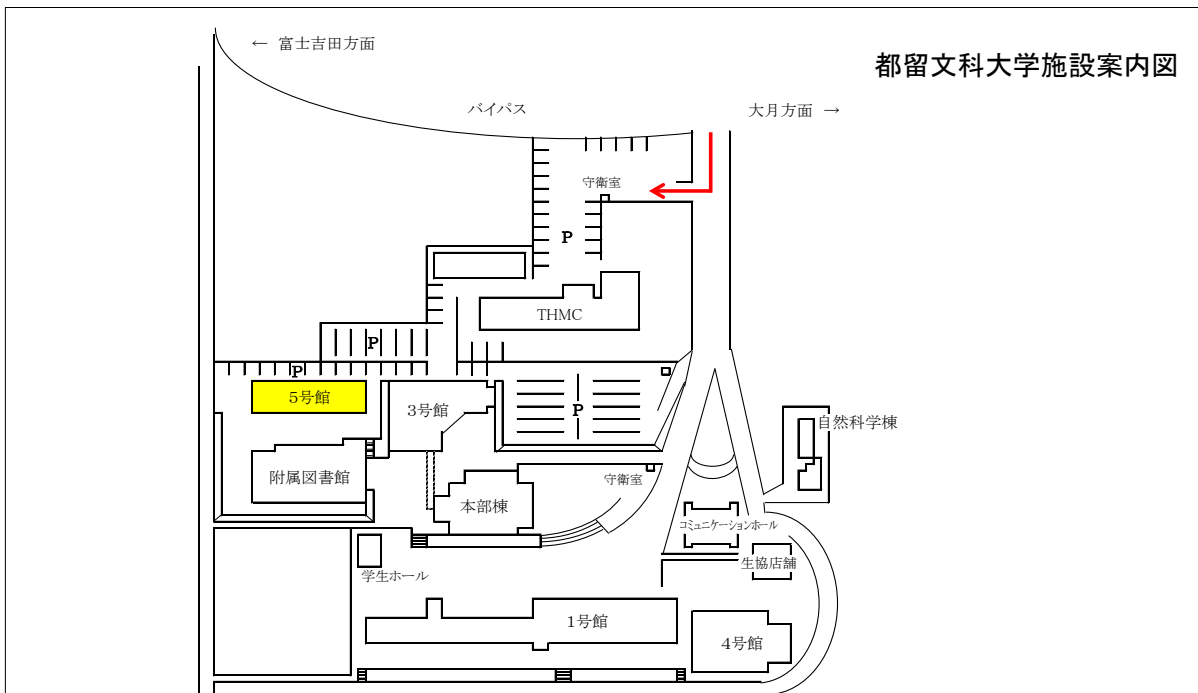 ← 富士吉田方面
都留文科大学施設案内図
バイパス
大月方面 →
守衛室
P
THMC
P
P
5号館
3号館
P
自然科学棟
附属図書館
守衛室
本部棟
コミュニケーションホール
生協店舗
学生ホール
1号館
4号館